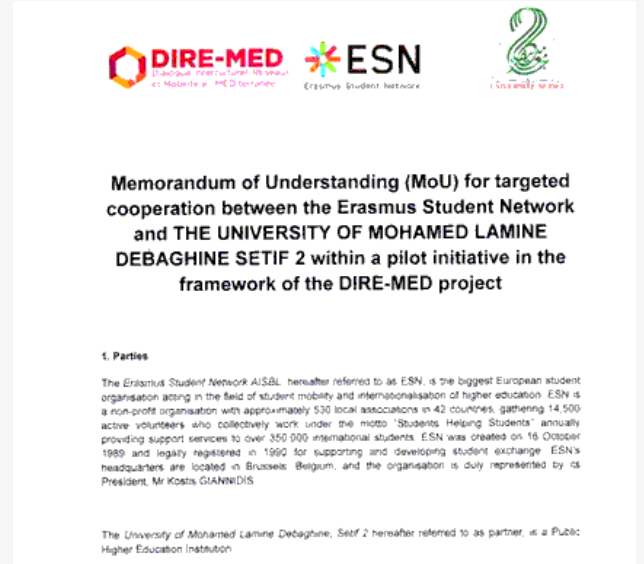 DIRE-MED
ESN
Erasmus Student Network
Memorandum of Understanding (MoU) for targeted
cooperation between the Erasmus Student Network
and THE UNIVERSITY OF MOHAMED LAMINE
DEBAGHINE SETIF 2 within a pilot initiative in the
framework of the DIRE-MED project
1. Parties
The Erasmus Student Network AISBL hereafter referred to as ESN, is the biggest European student
organisation acting in the field of student mobility and internationalisation of higher education. ESN is
a non-profit organisation with approximately 530 local associations in 42 countries, gathering 14,500
active volunteers who collectively work under the motto "Students Helping Students" annually
providing support services to over 350 000 international students. ESN was created on 16 October
1989 and legally registered in 1990 for supporting and developing student exchange. ESN's
headquarters are located in Brussels Belgium, and the organisation is duly represented by its
President, Mr Kostis GIANNIDIS
The University of Mohamed Lamine Debaghine, Setif 2 hereafter referred to as partner, is a Public
Higher Education Institution